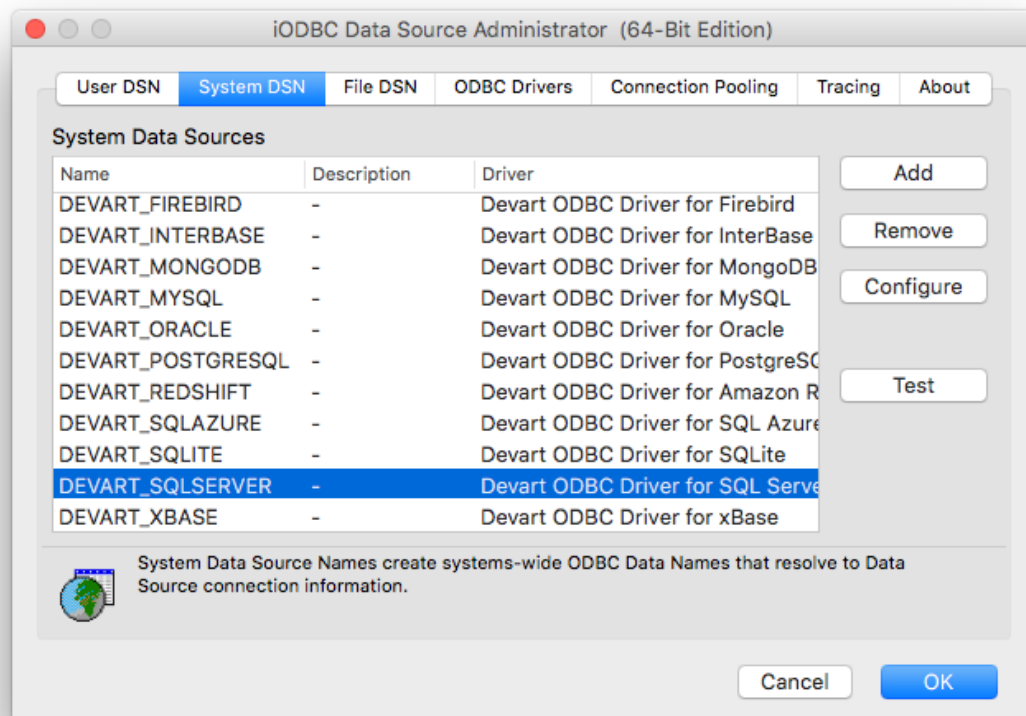 iODBC Data Source Administrator (64-Bit Edition)
User DSN System DSN File DSN ODBC Drivers Connection Pooling Tracing About
System Data Sources
Name Description Driver
Add
DEVART_FIREBIRD - Devart ODBC Driver for Firebird
DEVART_INTERBASE - Devart ODBC Driver for InterBase
Remove
DEVART_MONGODB - Devart ODBC Driver for MongoDB
Configure
DEVART_MYSQL - Devart ODBC Driver for MySQL
DEVART_ORACLE - Devart ODBC Driver for Oracle
DEVART_POSTGRESQL - Devart ODBC Driver for PostgreSQ
DEVART_REDSHIFT - Devart ODBC Driver for Amazon R
Test
DEVART_SQLAZURE - Devart ODBC Driver for SQL Azure
DEVART_SQLITE - Devart ODBC Driver for SQLite
DEVART_SQLSERVER - Devart ODBC Driver for SQL Serve
DEVART_XBASE - Devart ODBC Driver for xBase
System Data Source Names create systems-wide ODBC Data Names that resolve to Data
Source connection information.
Cancel OK